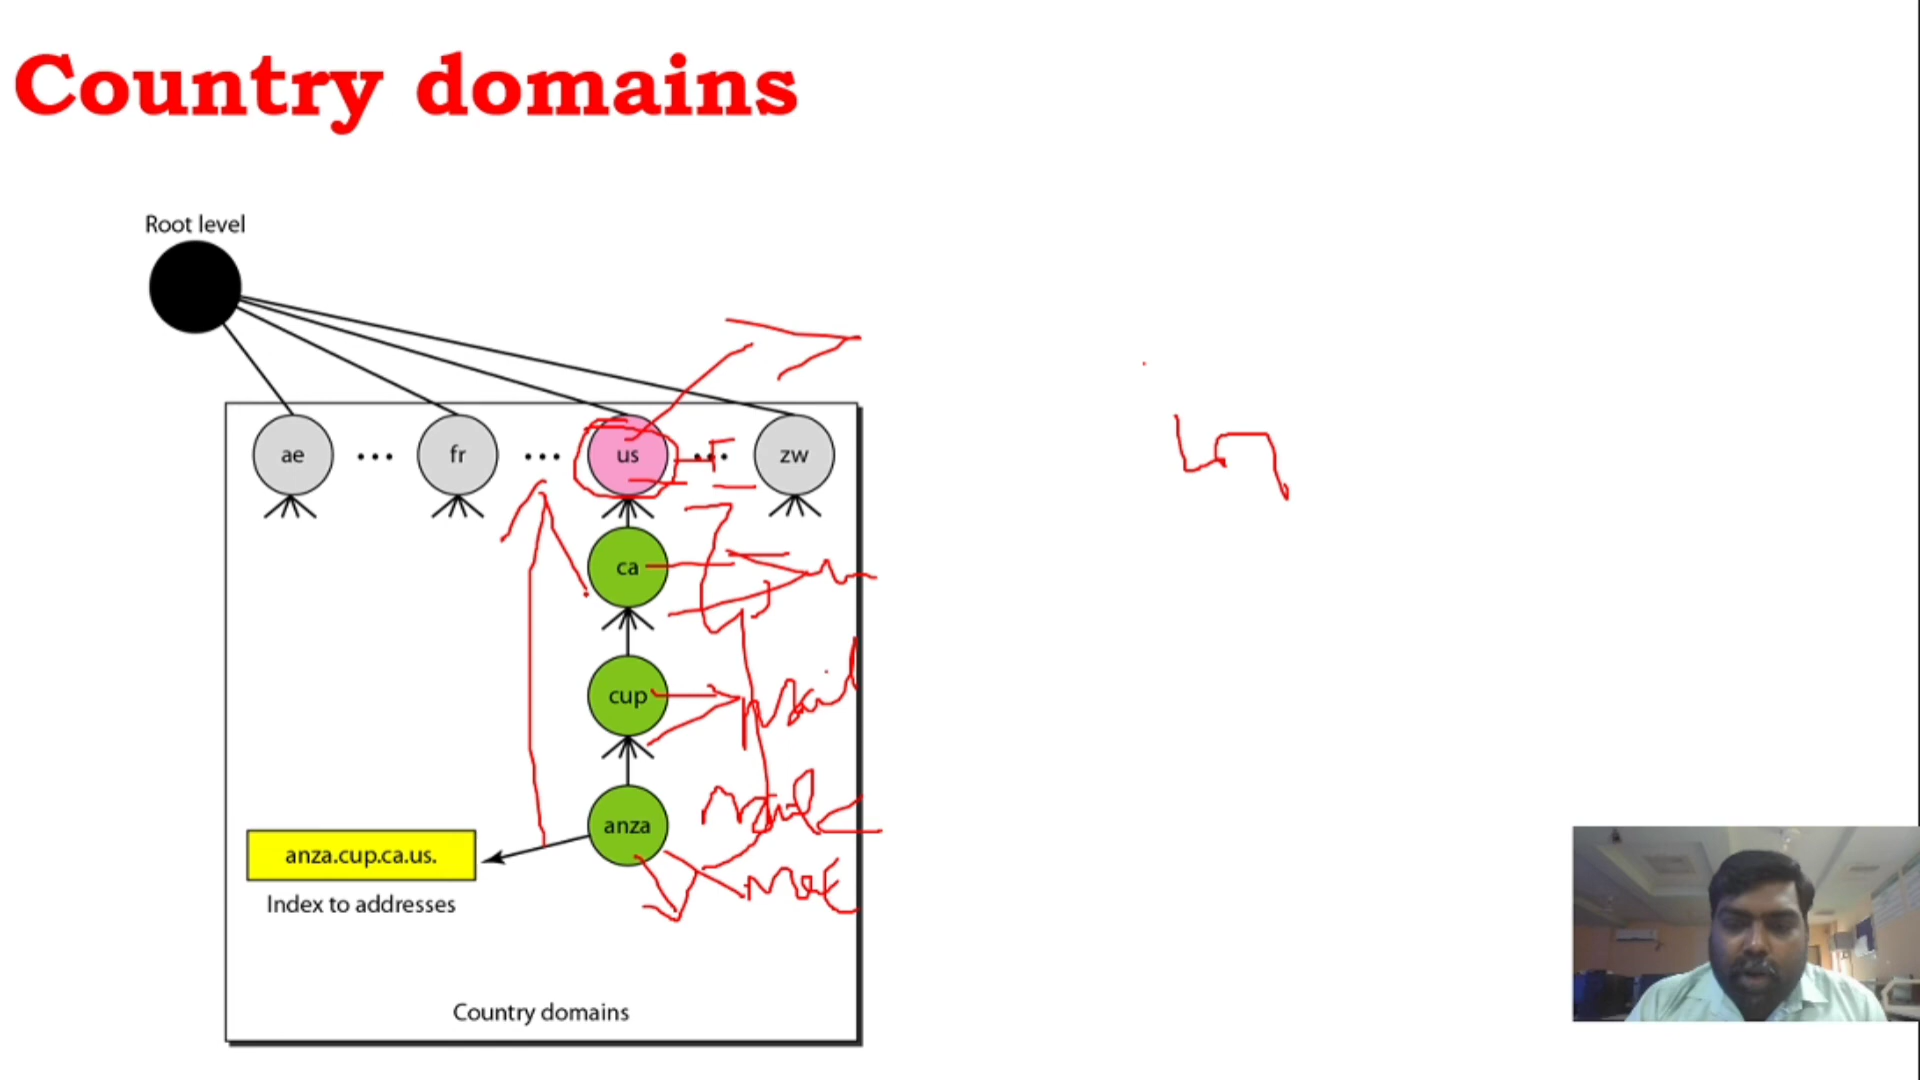 Country domains
Root level
ae ... fr ... us ... zw
ca
cup
anza
anza.cup.ca.us.
Index to addresses
Country domains